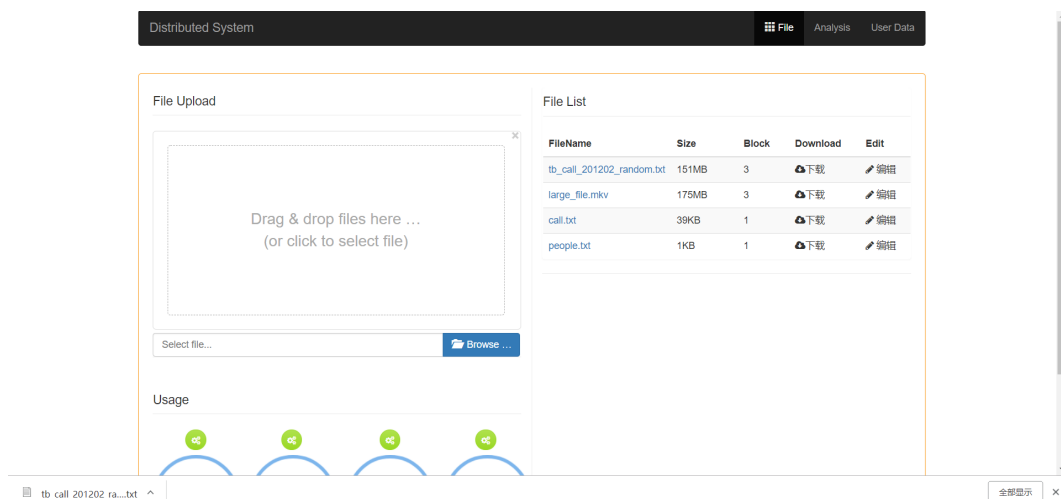 Distributed System File Analysis User Data
File Upload
×
Drag & drop files here …
(or click to select file)
Select file... Browse …
Usage
File List
FileName Size Block Download Edit
tb_call_201202_random.txt 151MB 3 下载 编辑
large_file.mkv 175MB 3 下载 编辑
call.txt 39KB 1 下载 编辑
people.txt 1KB 1 下载 编辑
tb_call_201202_ra....txt 全部显示 ×